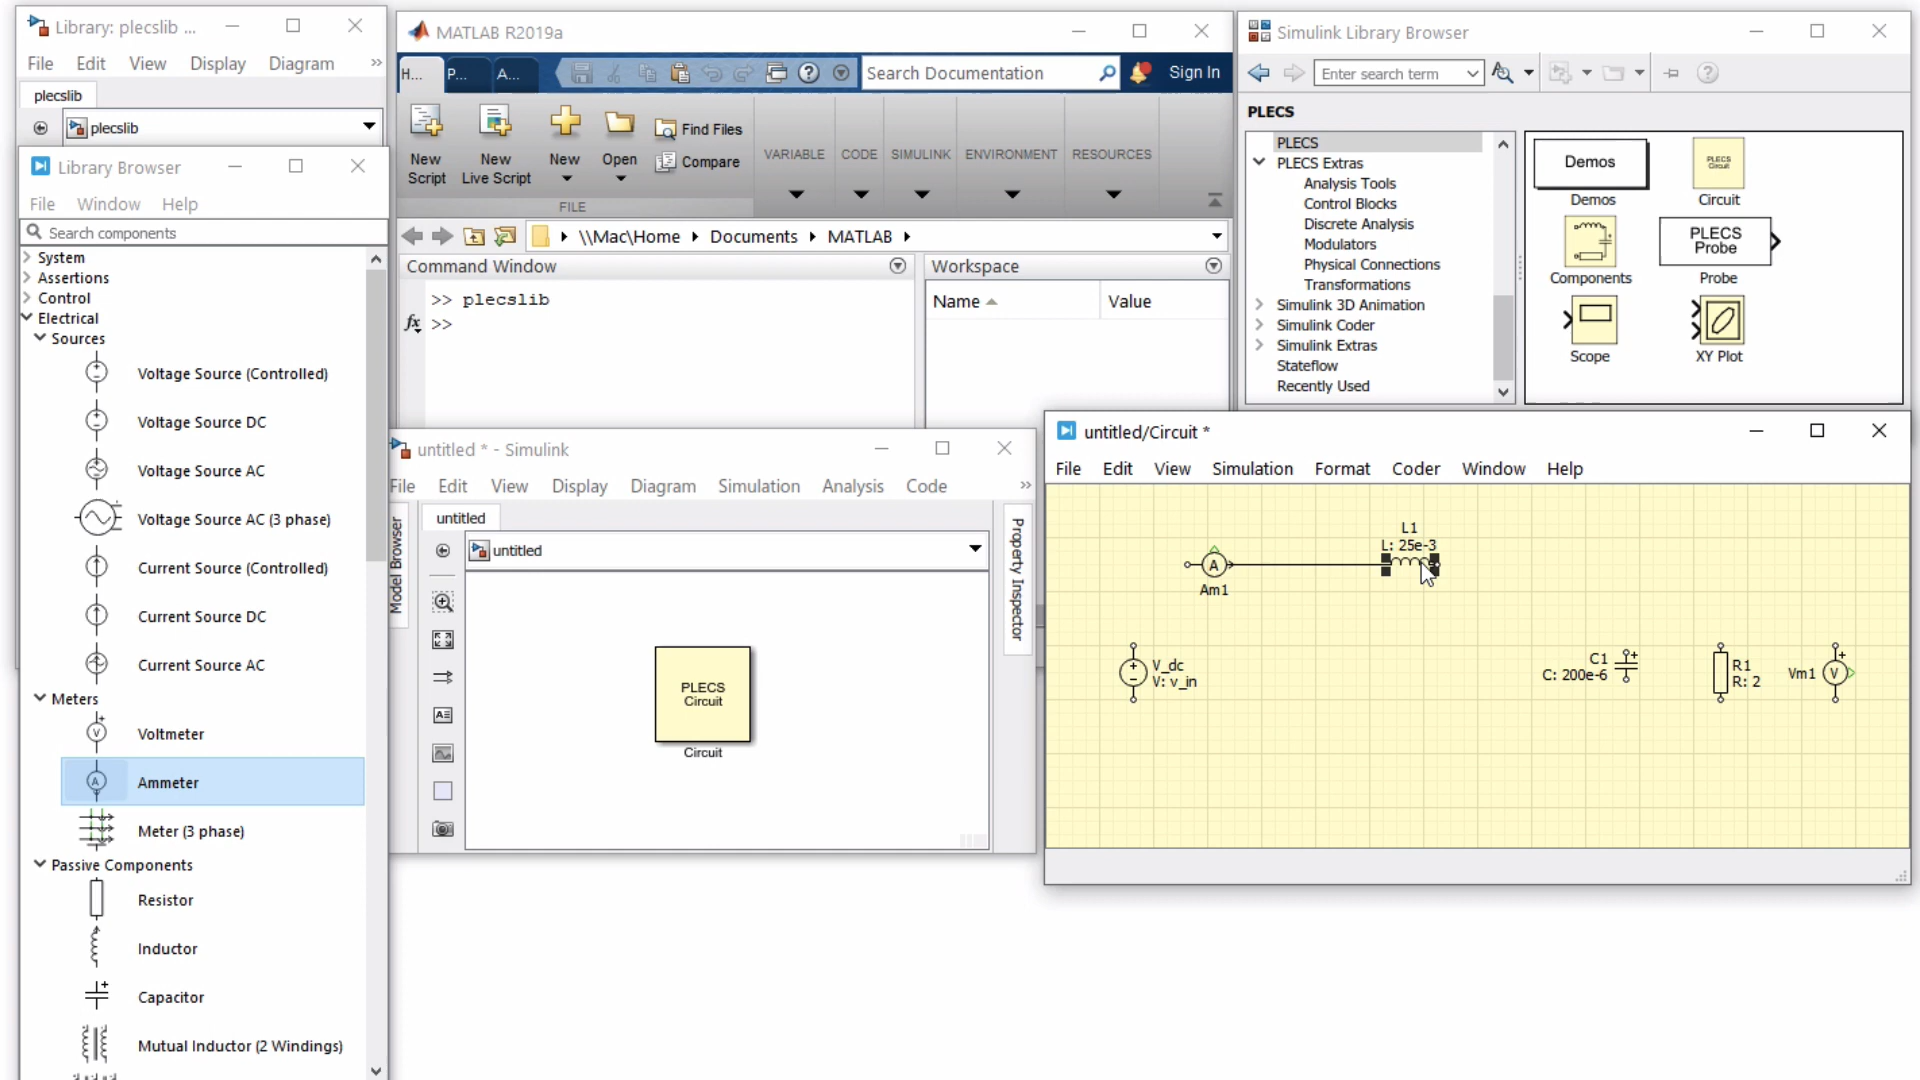 Library: plecslib ...
File Edit View Display Diagram »
plecslib
plecslib
Library Browser
File Window Help
Search components
System
Assertions
Control
Electrical
Sources
Voltage Source (Controlled)
Voltage Source DC
Voltage Source AC
Voltage Source AC (3 phase)
Current Source (Controlled)
Current Source DC
Current Source AC
Meters
Voltmeter
Ammeter
Meter (3 phase)
Passive Components
Resistor
Inductor
Capacitor
Mutual Inductor (2 Windings)
MATLAB R2019a
H... P... A...
Search Documentation
Sign In
New Script
New Live Script
New
Open
Find Files
Compare
FILE
VARIABLE
CODE
SIMULINK
ENVIRONMENT
RESOURCES
\\Mac\Home Documents MATLAB
Command Window
>> plecslib
fx >>
Workspace
Name Value
untitled * - Simulink
File Edit View Display Diagram Simulation Analysis Code »
untitled
untitled
Model Browser
Property Inspector
PLECS
Circuit
Circuit
Simulink Library Browser
Enter search term
PLECS
PLECS
PLECS Extras
Analysis Tools
Control Blocks
Discrete Analysis
Modulators
Physical Connections
Transformations
Simulink 3D Animation
Simulink Coder
Simulink Extras
Stateflow
Recently Used
Demos
Demos
PLECS
Circuit
Circuit
Components
PLECS
Probe
Probe
Scope
XY Plot
untitled/Circuit *
File Edit View Simulation Format Coder Window Help
L1
L: 25e-3
A
Am1
V_dc
V: v_in
C1
C: 200e-6
R1
R: 2
Vm1
V